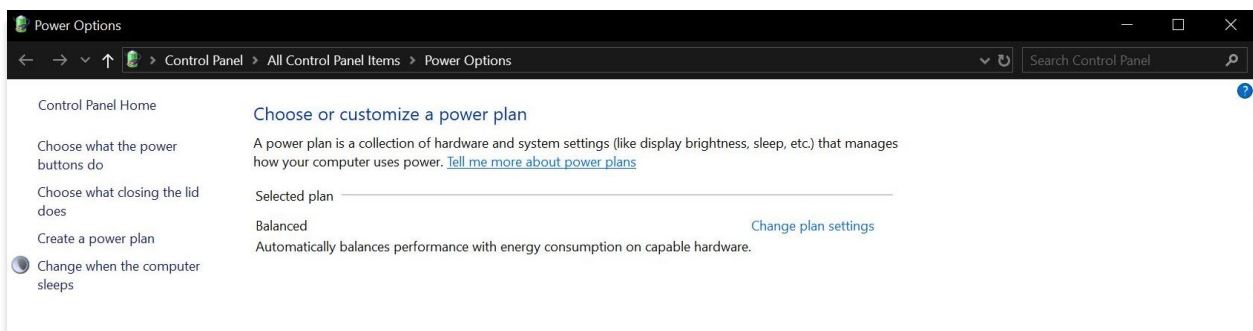 Power Options
Control Panel > All Control Panel Items > Power Options
Search Control Panel
Control Panel Home
Choose what the power
buttons do
Choose what closing the lid
does
Create a power plan
Change when the computer
sleeps
Choose or customize a power plan
A power plan is a collection of hardware and system settings (like display brightness, sleep, etc.) that manages
how your computer uses power. Tell me more about power plans
Selected plan
Balanced
Change plan settings
Automatically balances performance with energy consumption on capable hardware.